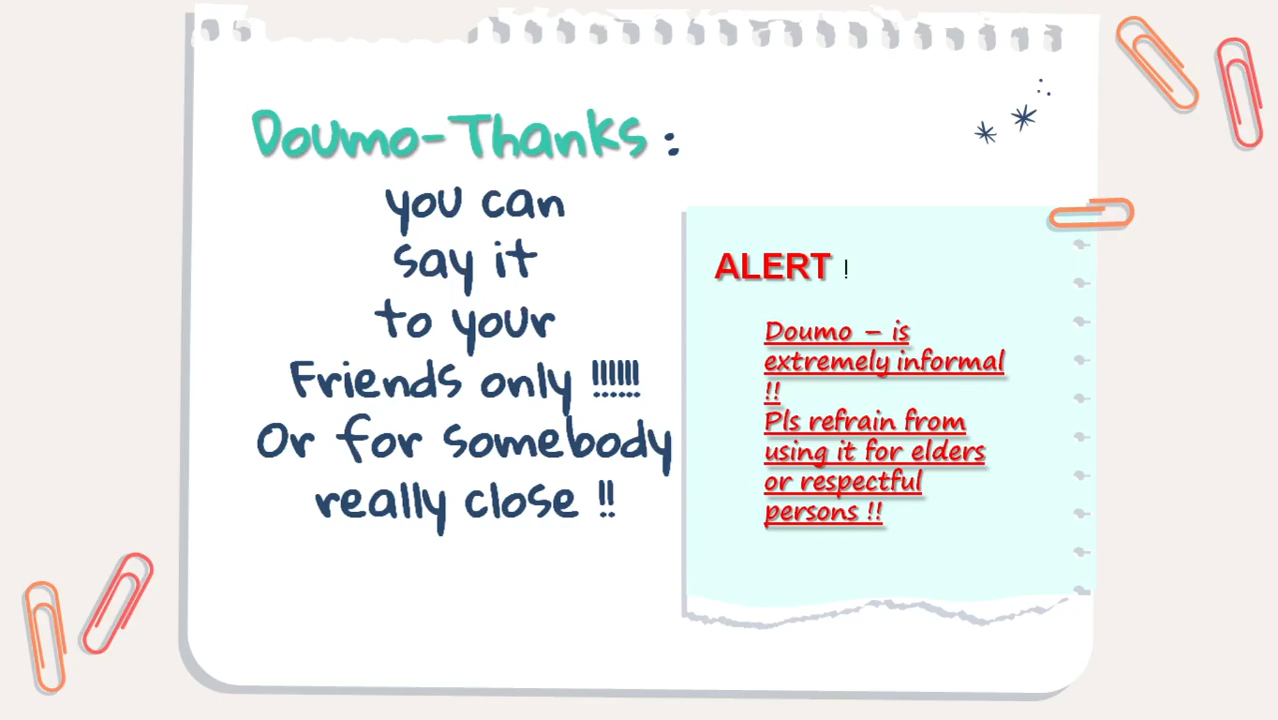 Doumo-Thanks :
you can
say it
to your
Friends only !!!!!!
Or for somebody
really close !!
ALERT !
Doumo – is
extremely informal
!!
Pls refrain from
using it for elders
or respectful
persons !!